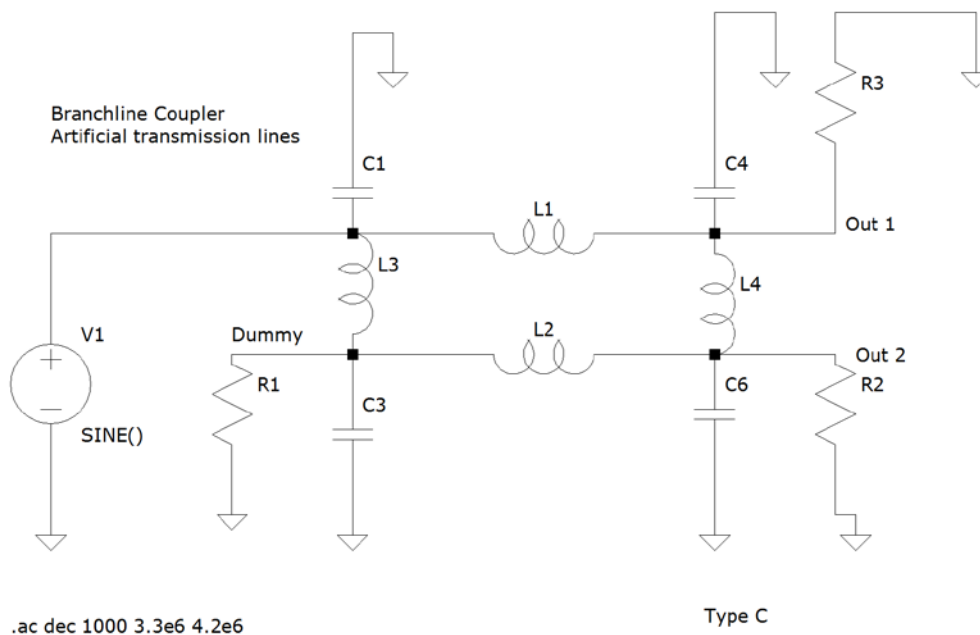 Branchline Coupler
Artificial transmission lines
C1
C4
R3
L1
Out 1
L3
L4
V1
Dummy
L2
Out 2
R1
C3
C6
R2
SINE()
.ac dec 1000 3.3e6 4.2e6
Type C